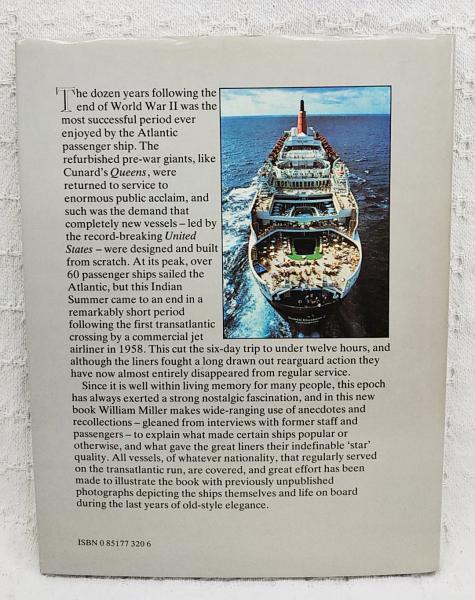 The dozen years following the
end of World War II was the
most successful period ever
enjoyed by the Atlantic
passenger ship. The
refurbished pre-war giants, like
Cunard's Queens, were
returned to service to
enormous public acclaim, and
such was the demand that
completely new vessels – led by
the record-breaking United
States – were designed and built
from scratch. At its peak, over
60 passenger ships sailed the
Atlantic, but this Indian
Summer came to an end in a
remarkably short period
following the first transatlantic
crossing by a commercial jet
airliner in 1958. This cut the six-day trip to under twelve hours, and
although the liners fought a long drawn out rearguard action they
have now almost entirely disappeared from regular service.
Since it is well within living memory for many people, this epoch
has always exerted a strong nostalgic fascination, and in this new
book William Miller makes wide-ranging use of anecdotes and
recollections – gleaned from interviews with former staff and
passengers – to explain what made certain ships popular or
otherwise, and what gave the great liners their indefinable 'star'
quality. All vessels, of whatever nationality, that regularly served
on the transatlantic run, are covered, and great effort has been
made to illustrate the book with previously unpublished
photographs depicting the ships themselves and life on board
during the last years of old-style elegance.
ISBN 0 85177 320 6